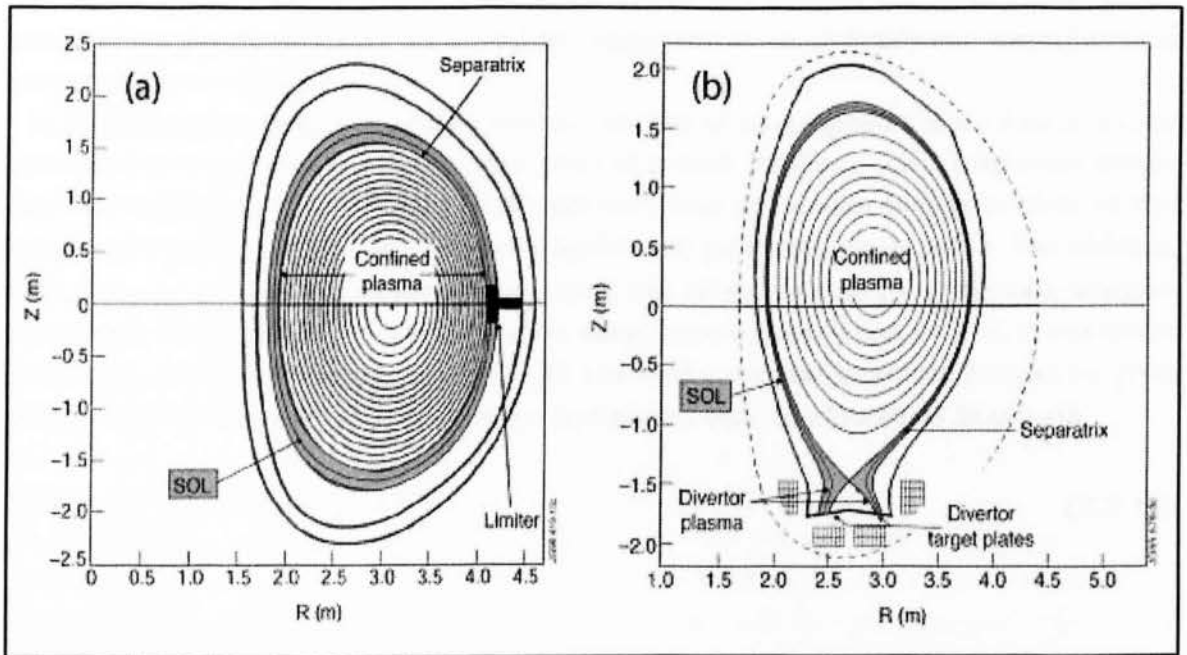 (a)
2.5
2.0
1.5
1.0
0.5
0
−0.5
−1.0
−1.5
−2.0
−2.5
Z (m)
Separatrix
Confined
plasma
SOL
Limiter
0 0.5 1.0 1.5 2.0 2.5 3.0 3.5 4.0 4.5
R (m)
(b)
2.0
1.5
1.0
0.5
0
−0.5
−1.0
−1.5
−2.0
Z (m)
Confined
plasma
SOL
Separatrix
Divertor
plasma
Divertor
target plates
1.0 1.5 2.0 2.5 3.0 3.5 4.0 4.5 5.0
R (m)